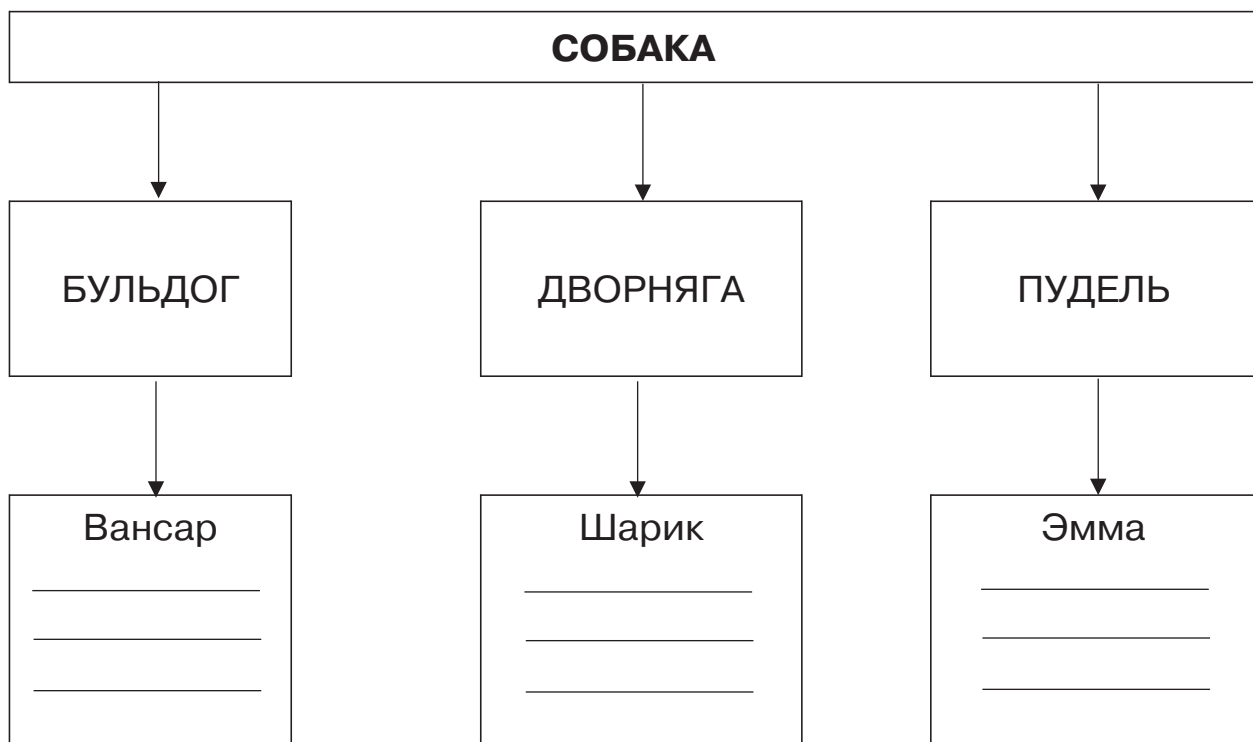 СОБАКА
БУЛЬДОГ
ДВОРНЯГА
ПУДЕЛЬ
Вансар
Шарик
Эмма